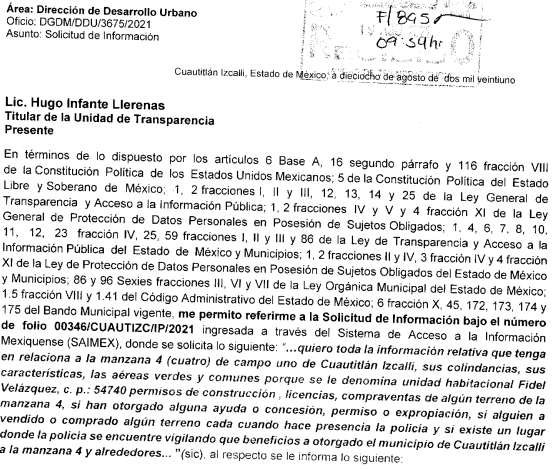 Área: Dirección de Desarrollo Urbano
Oficio: DGDM/DDU/3675/2021
Asunto: Solicitud de Información
F/895
09:59hr
Cuautitlán Izcalli, Estado de México; a dieciocho de agosto de dos mil veintiuno
Lic. Hugo Infante Llerenas
Titular de la Unidad de Transparencia
Presente
En términos de lo dispuesto por los articulos 6 Base A, 16 segundo párrafo y 116 fracción VIII
de la Constitución Politica de los Estados Unidos Mexicanos; 5 de la Constitución Política del Estado
Libre y Soberano de México; 1, 2 fracciones I, II y III, 12, 13, 14 y 25 de la Ley General de
Transparencia y Acceso a la Información Pública; 1, 2 fracciones IV y V y 4 fracción XI de la Ley
General de Protección de Datos Personales en Posesión de Sujetos Obligados; 1, 4, 6, 7, 8, 10,
11, 12, 23 fracción IV, 25, 59 fracciones I, II y III y 86 de la Ley de Transparencia y Acceso a la
Información Pública del Estado de México y Municipios; 1, 2 fracciones II y IV, 3 fracción IV y 4 fracción
XI de la Ley de Protección de Datos Personales en Posesión de Sujetos Obligados del Estado de México
y Municipios; 86 y 96 Sexies fracciones III, VI y VII de la Ley Orgánica Municipal del Estado de México;
1.5 fracción VIII y 1.41 del Código Administrativo del Estado de México; 6 fracción X, 45, 172, 173, 174 y
175 del Bando Municipal vigente, me permito referirme a la Solicitud de Información bajo el número
de folio 00346/CUAUTIZC/IP/2021 ingresada a través del Sistema de Acceso a la Información
Mexiquense (SAIMEX), donde se solicita lo siguiente: "...quiero toda la información relativa que tenga
en relaciona a la manzana 4 (cuatro) de campo uno de Cuautitlán Izcalli, sus colindancias, sus
características, las aéreas verdes y comunes porque se le denomina unidad habitacional Fidel
Velázquez, c. p.: 54740 permisos de construcción , licencias, compraventas de algún terreno de la
manzana 4, si han otorgado alguna ayuda o concesión, permiso o expropiación, si alguien a
vendido o comprado algún terreno cada cuando hace presencia la policía y si existe un lugar
donde la policía se encuentre vigilando que beneficios a otorgado el municipio de Cuautitlán Izcalli
a la manzana 4 y alrededores... "(sic), al respecto se le informa lo siguiente: